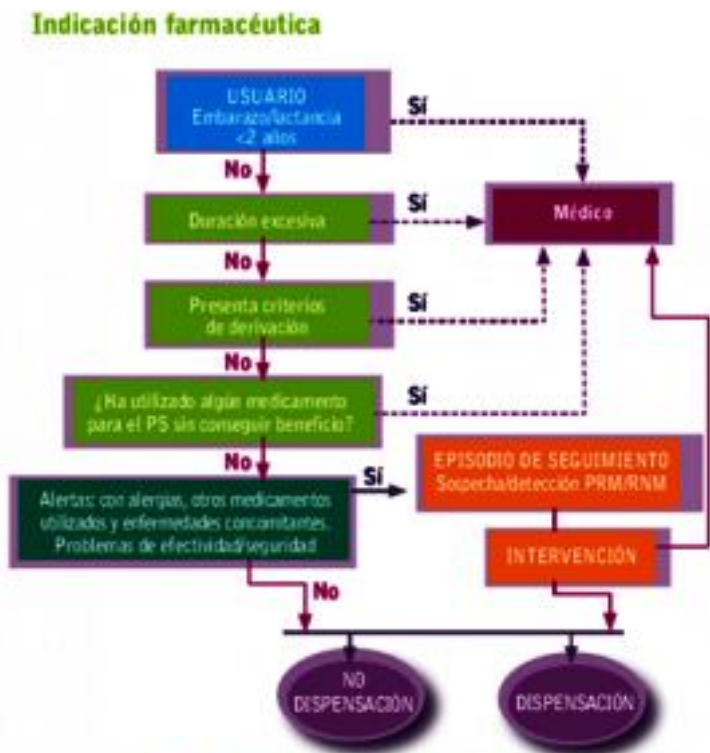 Indicación farmacéutica
USUARIO
Embarazo/lactancia
<2 años
Sí
No
Duración excesiva
Sí
Médico
No
Presenta criterios
de derivación
Sí
No
¿Ha utilizado algún medicamento
para el PS sin conseguir beneficio?
Sí
No
Alertas: con alergias, otros medicamentos
utilizados y enfermedades concomitantes.
Problemas de efectividad/seguridad
Sí
EPISODIO DE SEGUIMIENTO
Sospecha/detección PRM/RNM
INTERVENCIÓN
No
NO
DISPENSACIÓN
DISPENSACIÓN